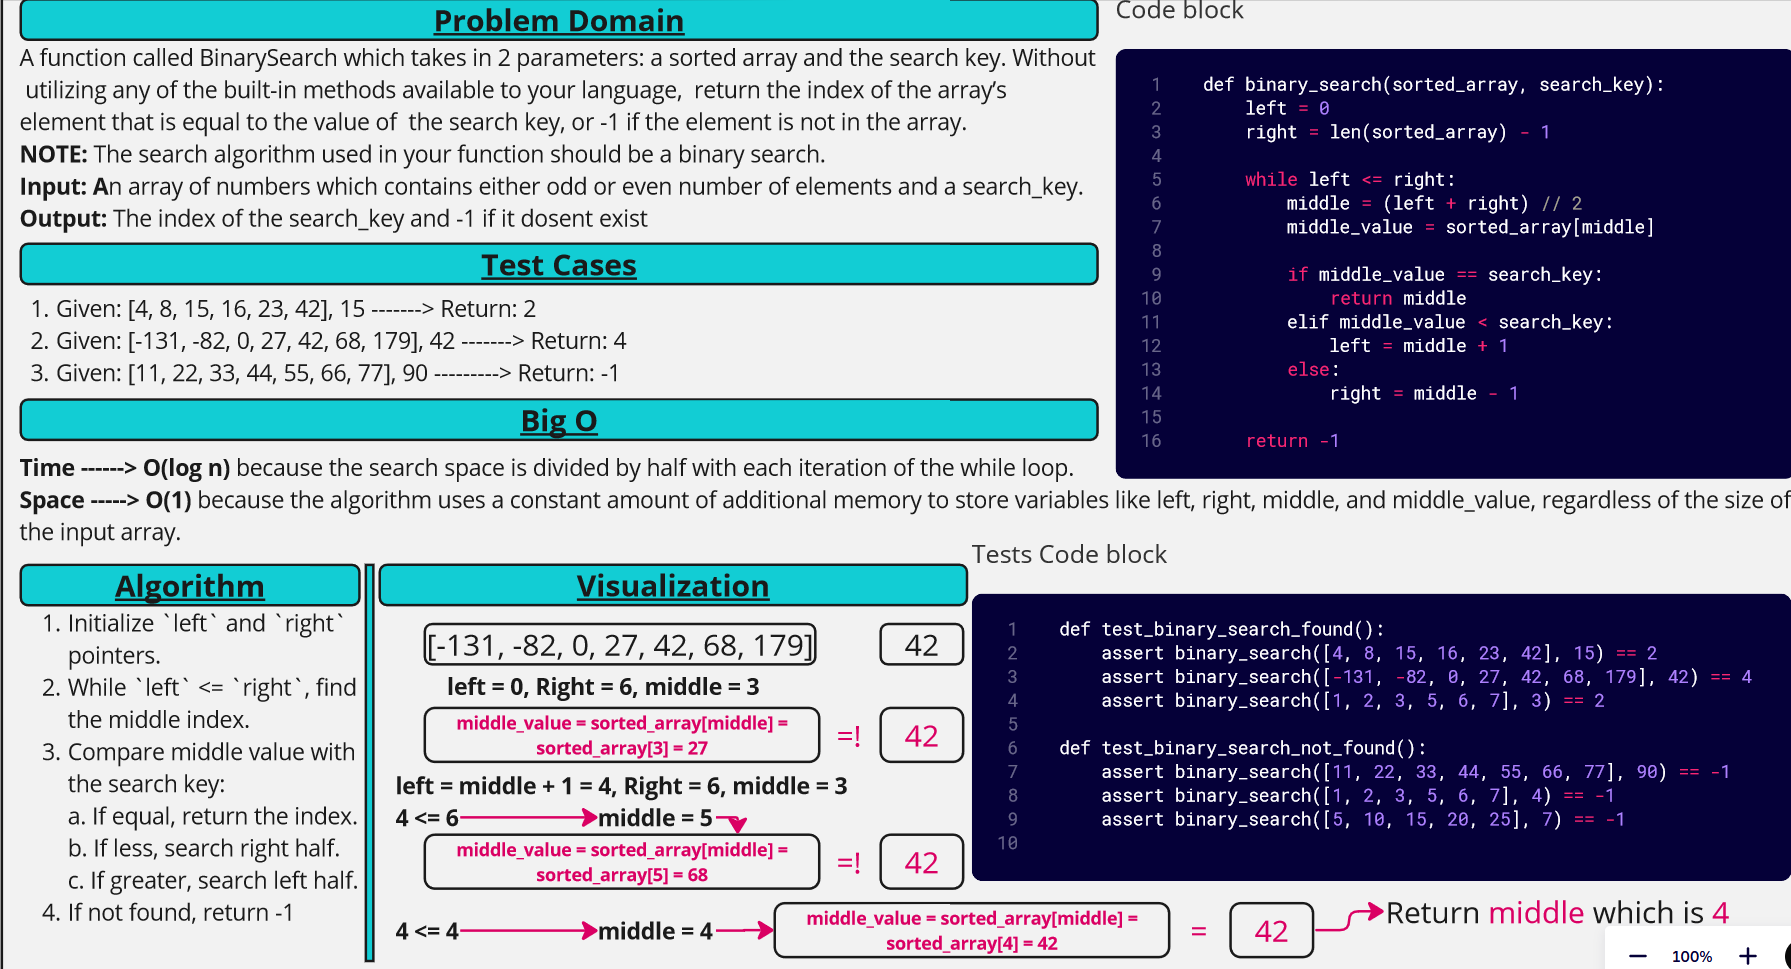 Problem Domain
A function called BinarySearch which takes in 2 parameters: a sorted array and the search key. Without
utilizing any of the built-in methods available to your language,  return the index of the array’s
element that is equal to the value of  the search key, or -1 if the element is not in the array.
NOTE: The search algorithm used in your function should be a binary search.
Input: An array of numbers which contains either odd or even number of elements and a search_key.
Output: The index of the search_key and -1 if it dosent exist
Test Cases
1. Given: [4, 8, 15, 16, 23, 42], 15 -------> Return: 2
2. Given: [-131, -82, 0, 27, 42, 68, 179], 42 -------> Return: 4
3. Given: [11, 22, 33, 44, 55, 66, 77], 90 ---------> Return: -1
Big O
Time ------> O(log n) because the search space is divided by half with each iteration of the while loop.
Space -----> O(1) because the algorithm uses a constant amount of additional memory to store variables like left, right, middle, and middle_value, regardless of the size of
the input array.
Code block
1 def binary_search(sorted_array, search_key):
2     left = 0
3     right = len(sorted_array) - 1
4
5     while left <= right:
6         middle = (left + right) // 2
7         middle_value = sorted_array[middle]
8
9         if middle_value == search_key:
10             return middle
11         elif middle_value < search_key:
12             left = middle + 1
13         else:
14             right = middle - 1
15
16     return -1
Algorithm
1. Initialize `left` and `right`
pointers.
2. While `left` <= `right`, find
the middle index.
3. Compare middle value with
the search key:
a. If equal, return the index.
b. If less, search right half.
c. If greater, search left half.
4. If not found, return -1
Visualization
[-131, -82, 0, 27, 42, 68, 179] 42
left = 0, Right = 6, middle = 3
middle_value = sorted_array[middle] =
sorted_array[3] = 27
=! 42
left = middle + 1 = 4, Right = 6, middle = 3
4 <= 6 middle = 5
middle_value = sorted_array[middle] =
sorted_array[5] = 68
=! 42
4 <= 4 middle = 4
middle_value = sorted_array[middle] =
sorted_array[4] = 42
= 42
Return middle which is 4
Tests Code block
1 def test_binary_search_found():
2     assert binary_search([4, 8, 15, 16, 23, 42], 15) == 2
3     assert binary_search([-131, -82, 0, 27, 42, 68, 179], 42) == 4
4     assert binary_search([1, 2, 3, 5, 6, 7], 3) == 2
5
6 def test_binary_search_not_found():
7     assert binary_search([11, 22, 33, 44, 55, 66, 77], 90) == -1
8     assert binary_search([1, 2, 3, 5, 6, 7], 4) == -1
9     assert binary_search([5, 10, 15, 20, 25], 7) == -1
10
− 100% +